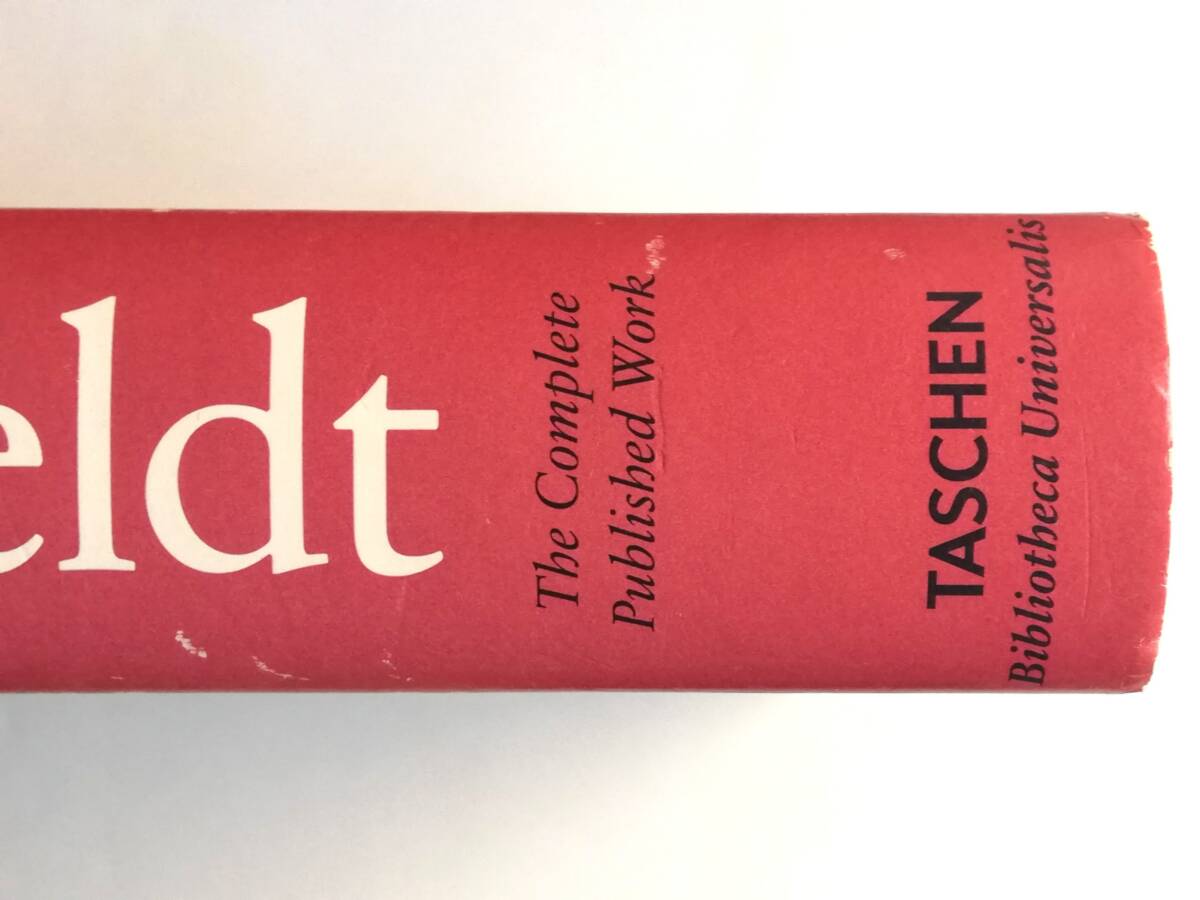 eldt
The Complete
Published Work
TASCHEN
Bibliotheca Universalis